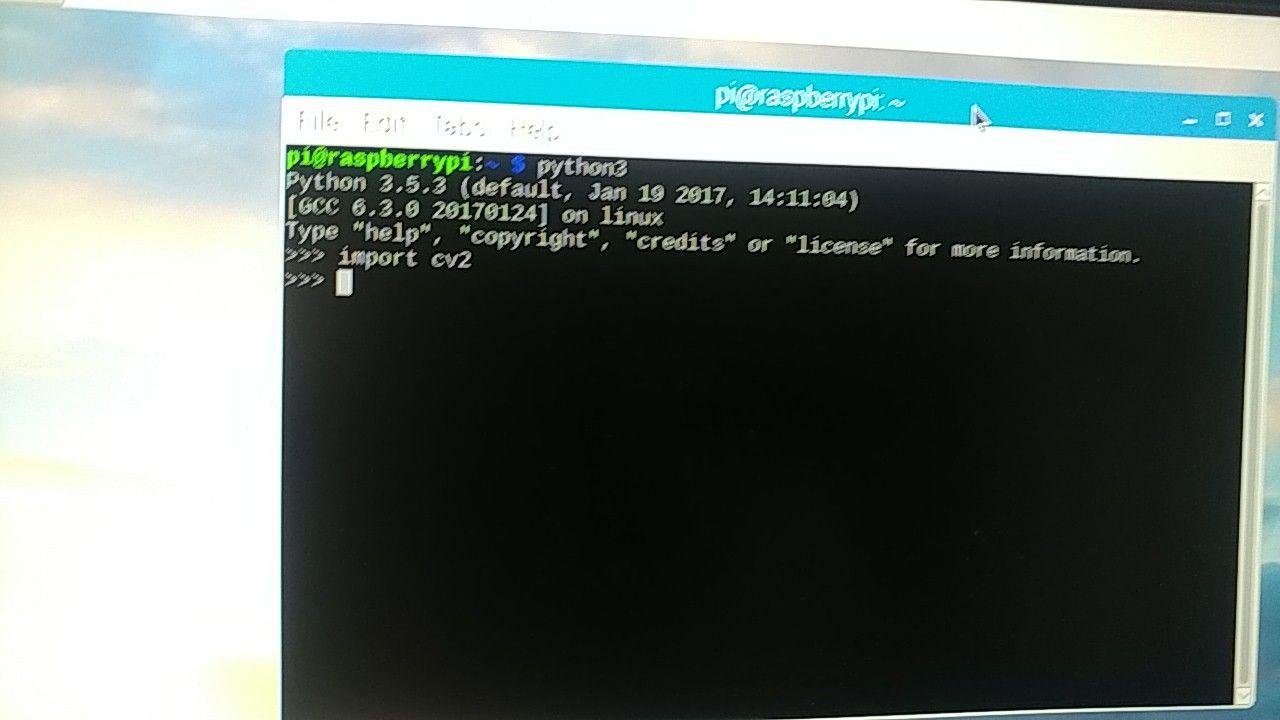 pi@raspberrypi: ~
File Edit Tabs Help
pi@raspberrypi:~ $ python3
Python 3.5.3 (default, Jan 19 2017, 14:11:04)
[GCC 6.3.0 20170124] on linux
Type "help", "copyright", "credits" or "license" for more information.
>>> import cv2
>>>